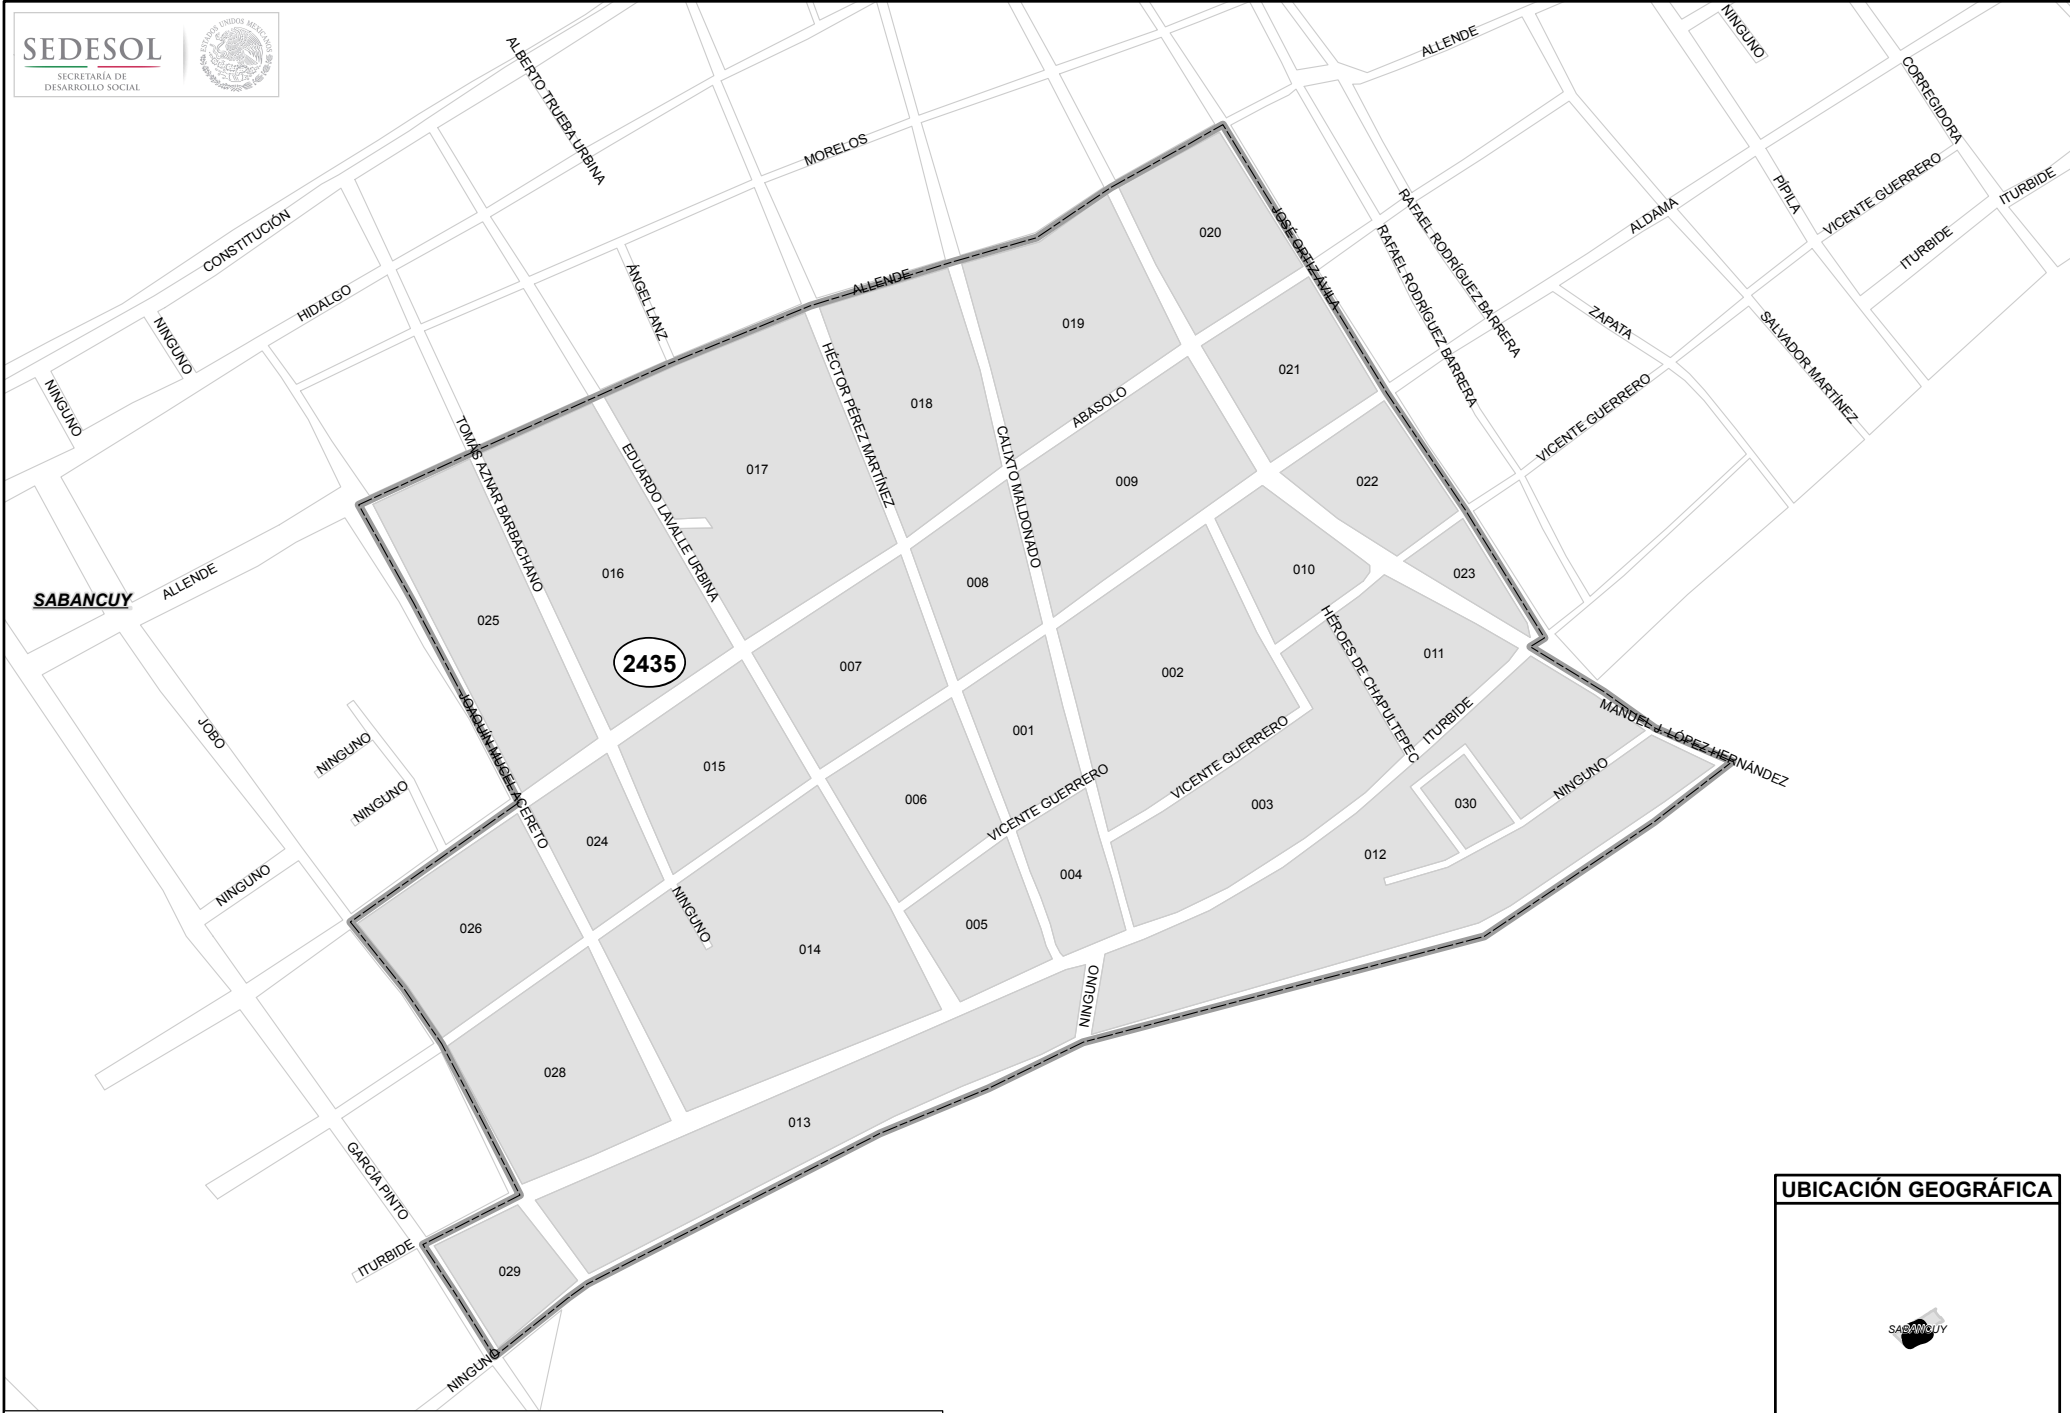 SEDESOL
SECRETARÍA DE
DESARROLLO SOCIAL
ESTADOS UNIDOS MEXICANOS
ALBERTO TRUEBA URBINA
ALLENDE
NINGUNO
CORREGIDORA
MORELOS
CONSTITUCIÓN
HIDALGO
NINGUNO
NINGUNO
ÁNGEL LANZ
ALLENDE
JOSÉ ORTIZ ÁVILA
RAFAEL RODRÍGUEZ BARRERA
RAFAEL RODRÍGUEZ BARRERA
ALDAMA
PÍPILA
VICENTE GUERRERO
ITURBIDE
ITURBIDE
ZAPATA
SALVADOR MARTÍNEZ
VICENTE GUERRERO
020
019
021
018
HÉCTOR PÉREZ MARTÍNEZ
ABASOLO
CALIXTO MALDONADO
TOMÁS AZNAR BARBACHANO
EDUARDO LAVALLE URBINA
017
009
022
016
008
010
023
025
SABANCUY
ALLENDE
2435
007
002
HÉROES DE CHAPULTEPEC
011
JOBO
JOAQUÍN MUCEL ACERETO
NINGUNO
NINGUNO
015
001
VICENTE GUERRERO
ITURBIDE
MANUEL J. LÓPEZ HERNÁNDEZ
NINGUNO
006
VICENTE GUERRERO
003
030
024
012
NINGUNO
NINGUNO
004
026
005
014
NINGUNO
028
013
GARCÍA PINTO
ITURBIDE
029
NINGUNO
UBICACIÓN GEOGRÁFICA
SABANCUY